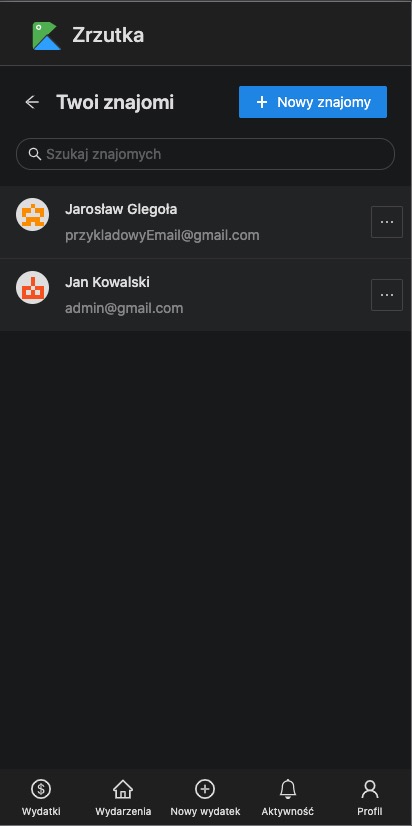 Zrzutka
Twoi znajomi
Nowy znajomy
Szukaj znajomych
Jarosław Glegoła
przykladowyEmail@gmail.com
Jan Kowalski
admin@gmail.com
Wydatki Wydarzenia Nowy wydatek Aktywność Profil